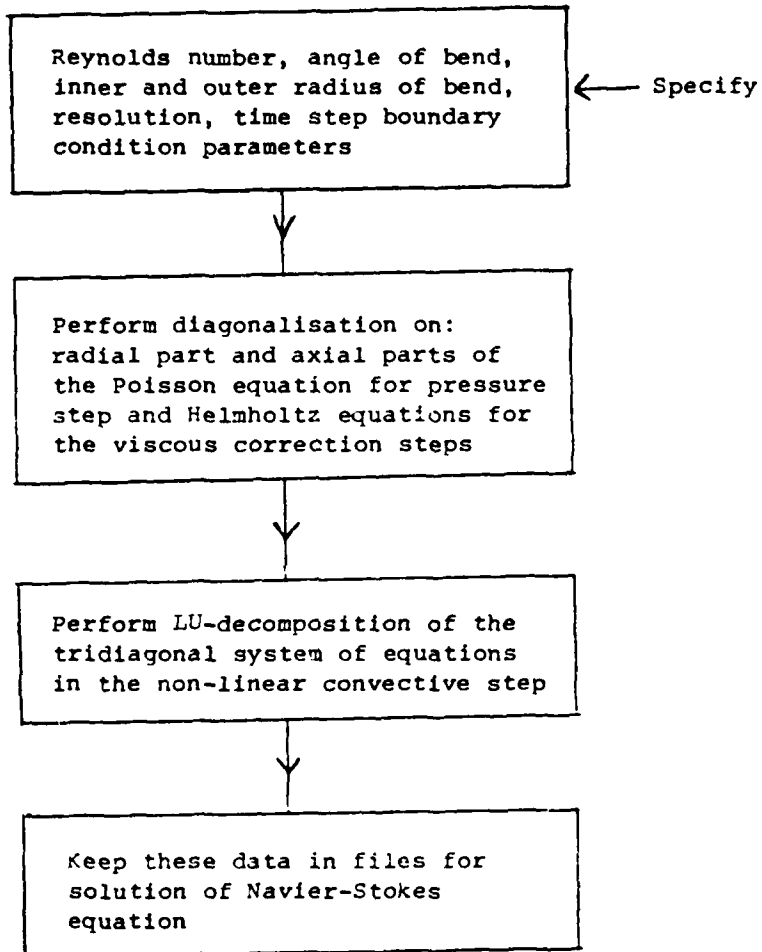 Reynolds number, angle of bend,
inner and outer radius of bend,
resolution, time step boundary
condition parameters
Specify
Perform diagonalisation on:
radial part and axial parts of
the Poisson equation for pressure
step and Helmholtz equations for
the viscous correction steps
Perform LU-decomposition of the
tridiagonal system of equations
in the non-linear convective step
Keep these data in files for
solution of Navier-Stokes
equation